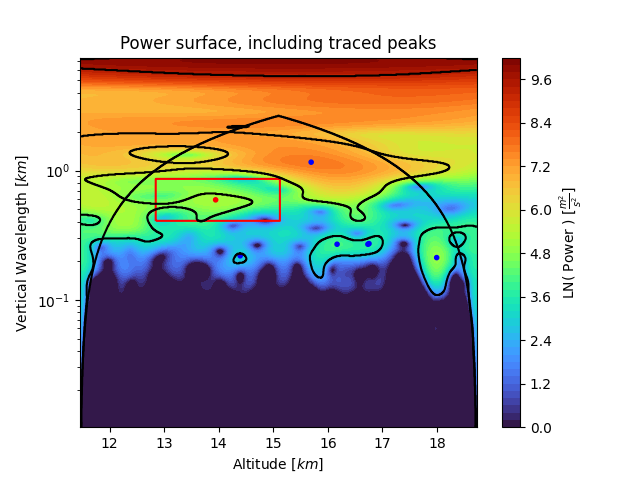 Power surface, including traced peaks
Vertical Wavelength [km]
10⁰
10⁻¹
12 13 14 15 16 17 18
Altitude [km]
9.6
8.4
7.2
6.0
4.8
3.6
2.4
1.2
0.0
LN( Power ) [m²/s²]